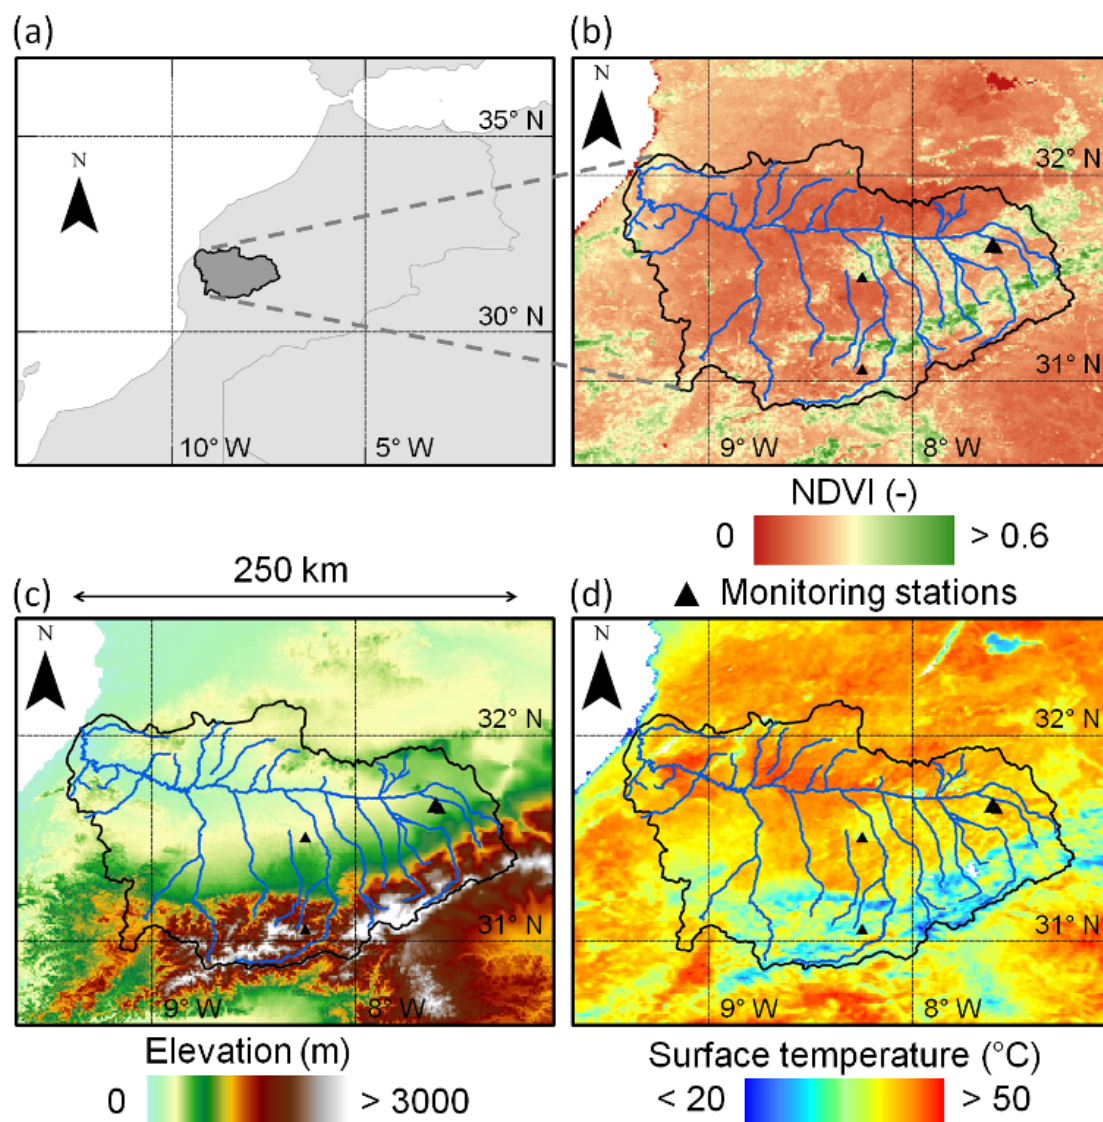 (a)
N
35° N
30° N
10° W
5° W
(b)
N
32° N
31° N
9° W
8° W
NDVI (-)
0
> 0.6
▲ Monitoring stations
250 km
(c)
N
32° N
31° N
9° W
8° W
Elevation (m)
0
> 3000
(d)
N
32° N
31° N
9° W
8° W
Surface temperature (°C)
< 20
> 50